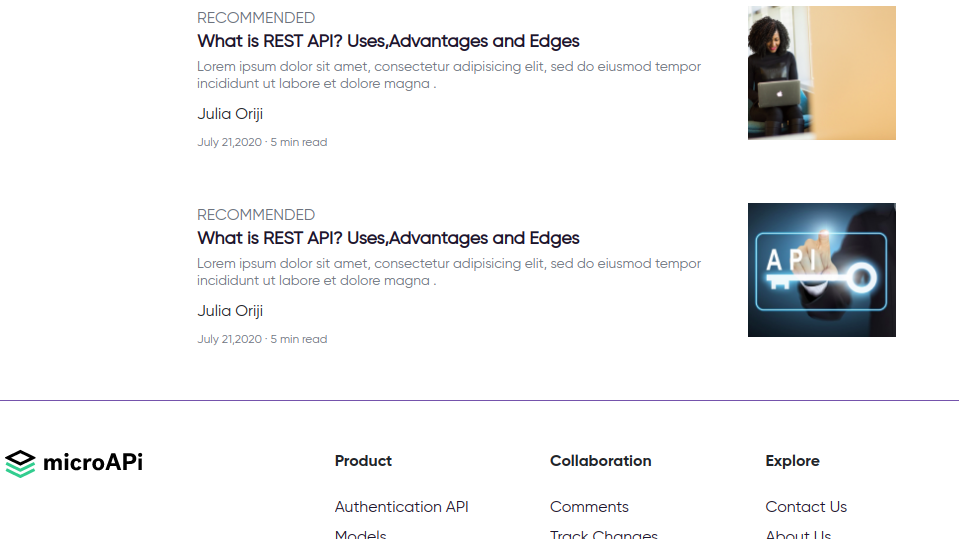 RECOMMENDED
What is REST API? Uses,Advantages and Edges
Lorem ipsum dolor sit amet, consectetur adipisicing elit, sed do eiusmod tempor
incididunt ut labore et dolore magna .
Julia Oriji
July 21,2020 · 5 min read
RECOMMENDED
What is REST API? Uses,Advantages and Edges
Lorem ipsum dolor sit amet, consectetur adipisicing elit, sed do eiusmod tempor
incididunt ut labore et dolore magna .
Julia Oriji
July 21,2020 · 5 min read
API
microAPi
Product
Collaboration
Explore
Authentication API
Comments
Contact Us
Models
Track Changes
About Us